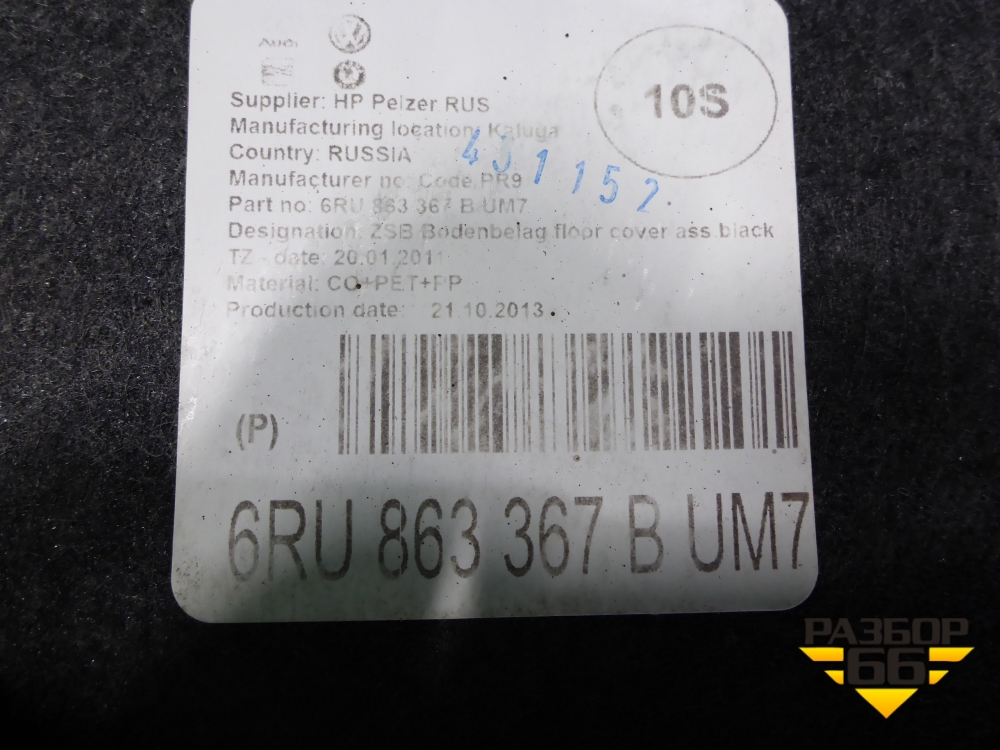 Audi
10S
Supplier: HP Pelzer RUS
Manufacturing location: Kaluga
Country: RUSSIA
Manufacturer no: Code PR9
Part no: 6RU 863 367 B UM7
Designation: ZSB Bodenbelag floor cover ass black
TZ - date: 20.01.2011
Material: CO+PET+PP
Production date: 21.10.2013
(P)
6RU 863 367 B UM7
РАЗБОР
66